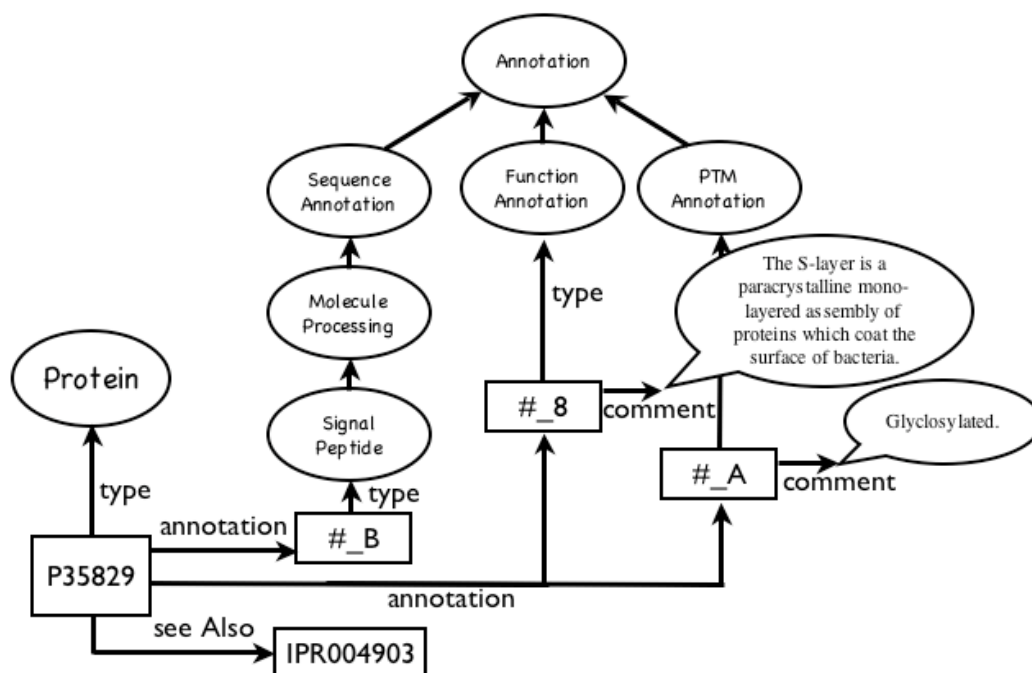 Annotation
Sequence
Annotation
Function
Annotation
PTM
Annotation
The S-layer is a
paracrystalline mono-
layered assembly of
proteins which coat the
surface of bacteria.
Molecule
Processing
type
Protein
#_8
comment
Signal
Peptide
Glyclosylated.
#_A
comment
type
type
annotation
#_B
P35829
annotation
see Also
IPR004903